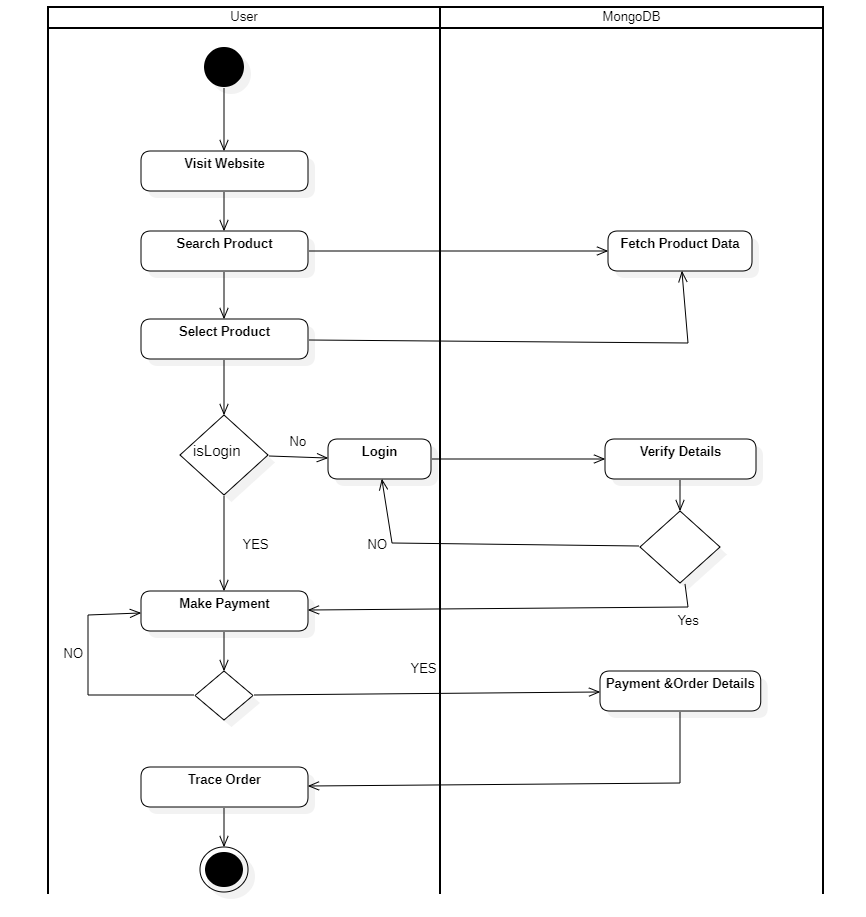 User
MongoDB
Visit Website
Search Product
Fetch Product Data
Select Product
isLogin
No
Login
Verify Details
YES
NO
Make Payment
Yes
NO
YES
Payment &Order Details
Trace Order